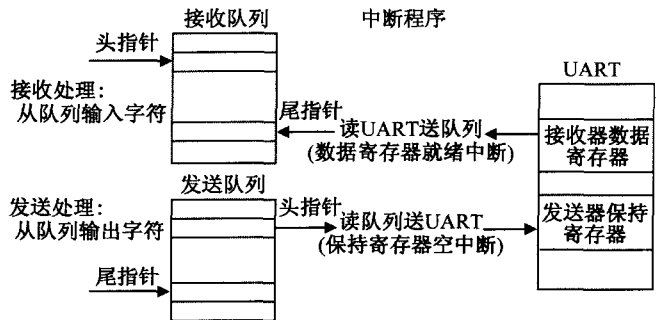 接收队列
中断程序
头指针
UART
接收处理:
从队列输入字符
尾指针
读UART送队列
(数据寄存器就绪中断)
接收器数据
寄存器
发送队列
发送处理:
从队列输出字符
头指针
读队列送UART
(保持寄存器空中断)
发送器保持
寄存器
尾指针